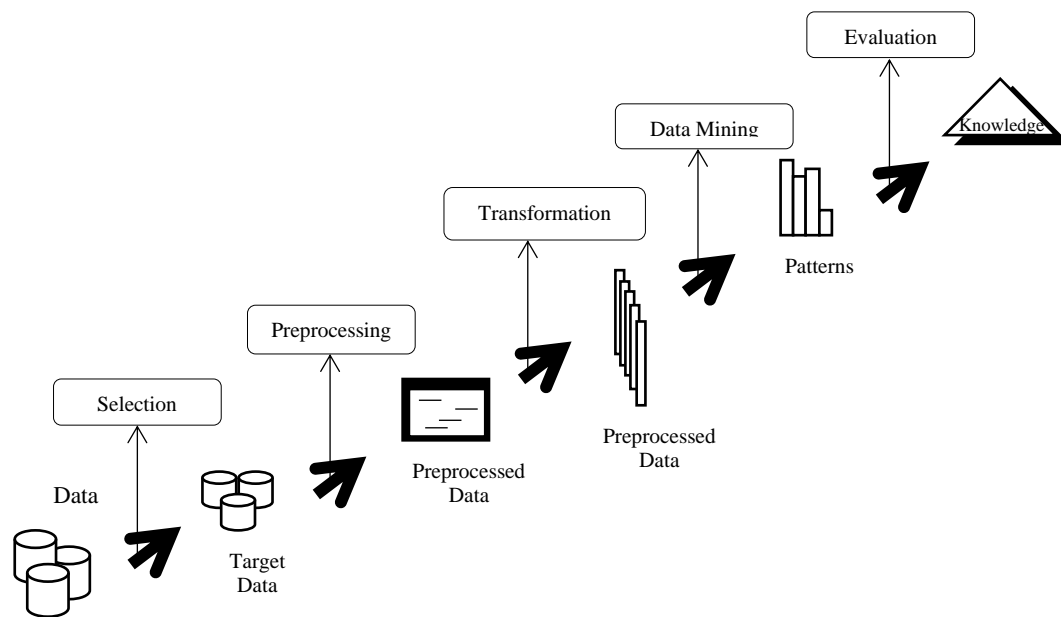 Evaluation
Knowledge
Data Mining
Patterns
Transformation
Preprocessed
Data
Preprocessing
Preprocessed
Data
Selection
Target
Data
Data